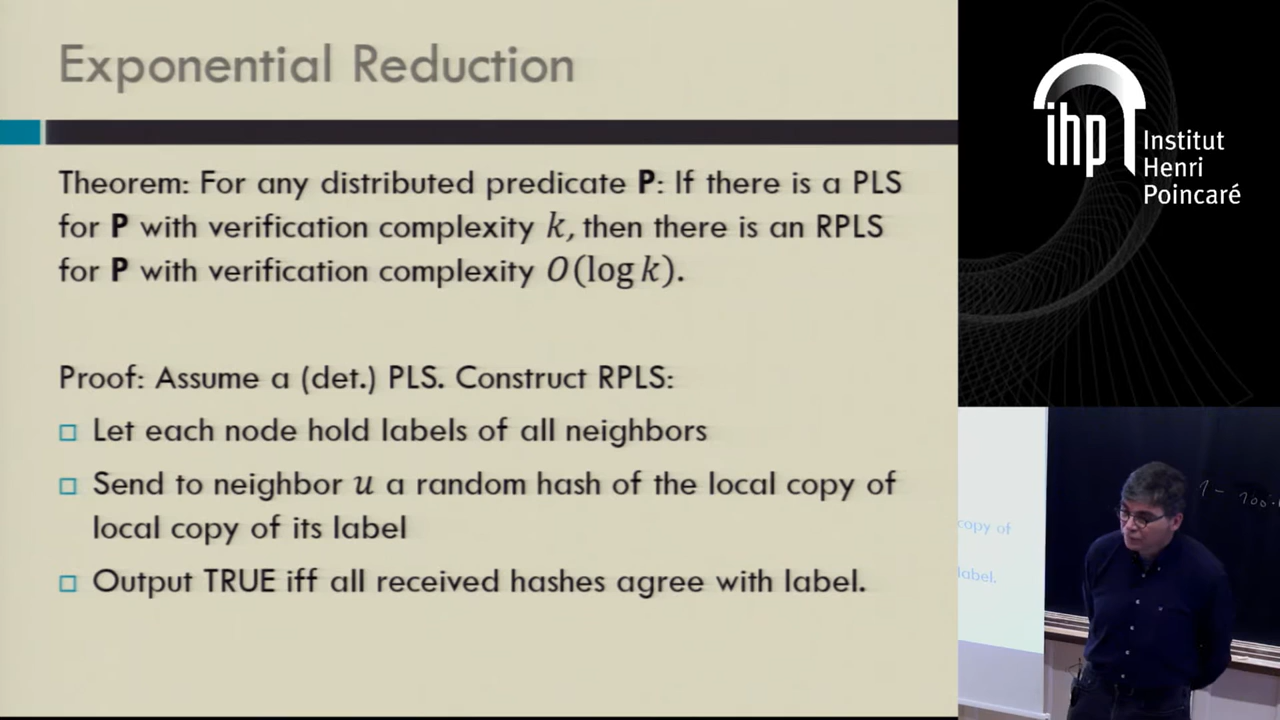 Exponential Reduction
Theorem: For any distributed predicate P: If there is a PLS
for P with verification complexity k, then there is an RPLS
for P with verification complexity O(log k).
Proof: Assume a (det.) PLS. Construct RPLS:
Let each node hold labels of all neighbors
Send to neighbor u a random hash of the local copy of
local copy of its label
Output TRUE iff all received hashes agree with label.
ihp
Institut
Henri
Poincaré
copy of
label.